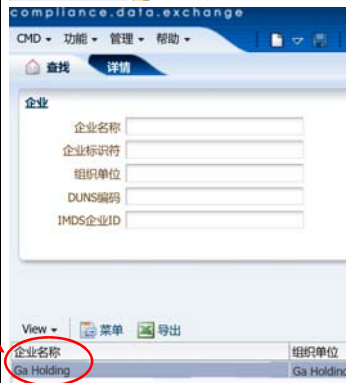 compliance.data.exchange
CMD 功能 管理 帮助
查找 详情
企业
企业名称
企业标识符
组织单位
DUNS编码
IMDS企业ID
View 菜单 导出
企业名称 组织单位
Ga Holding Ga Holding